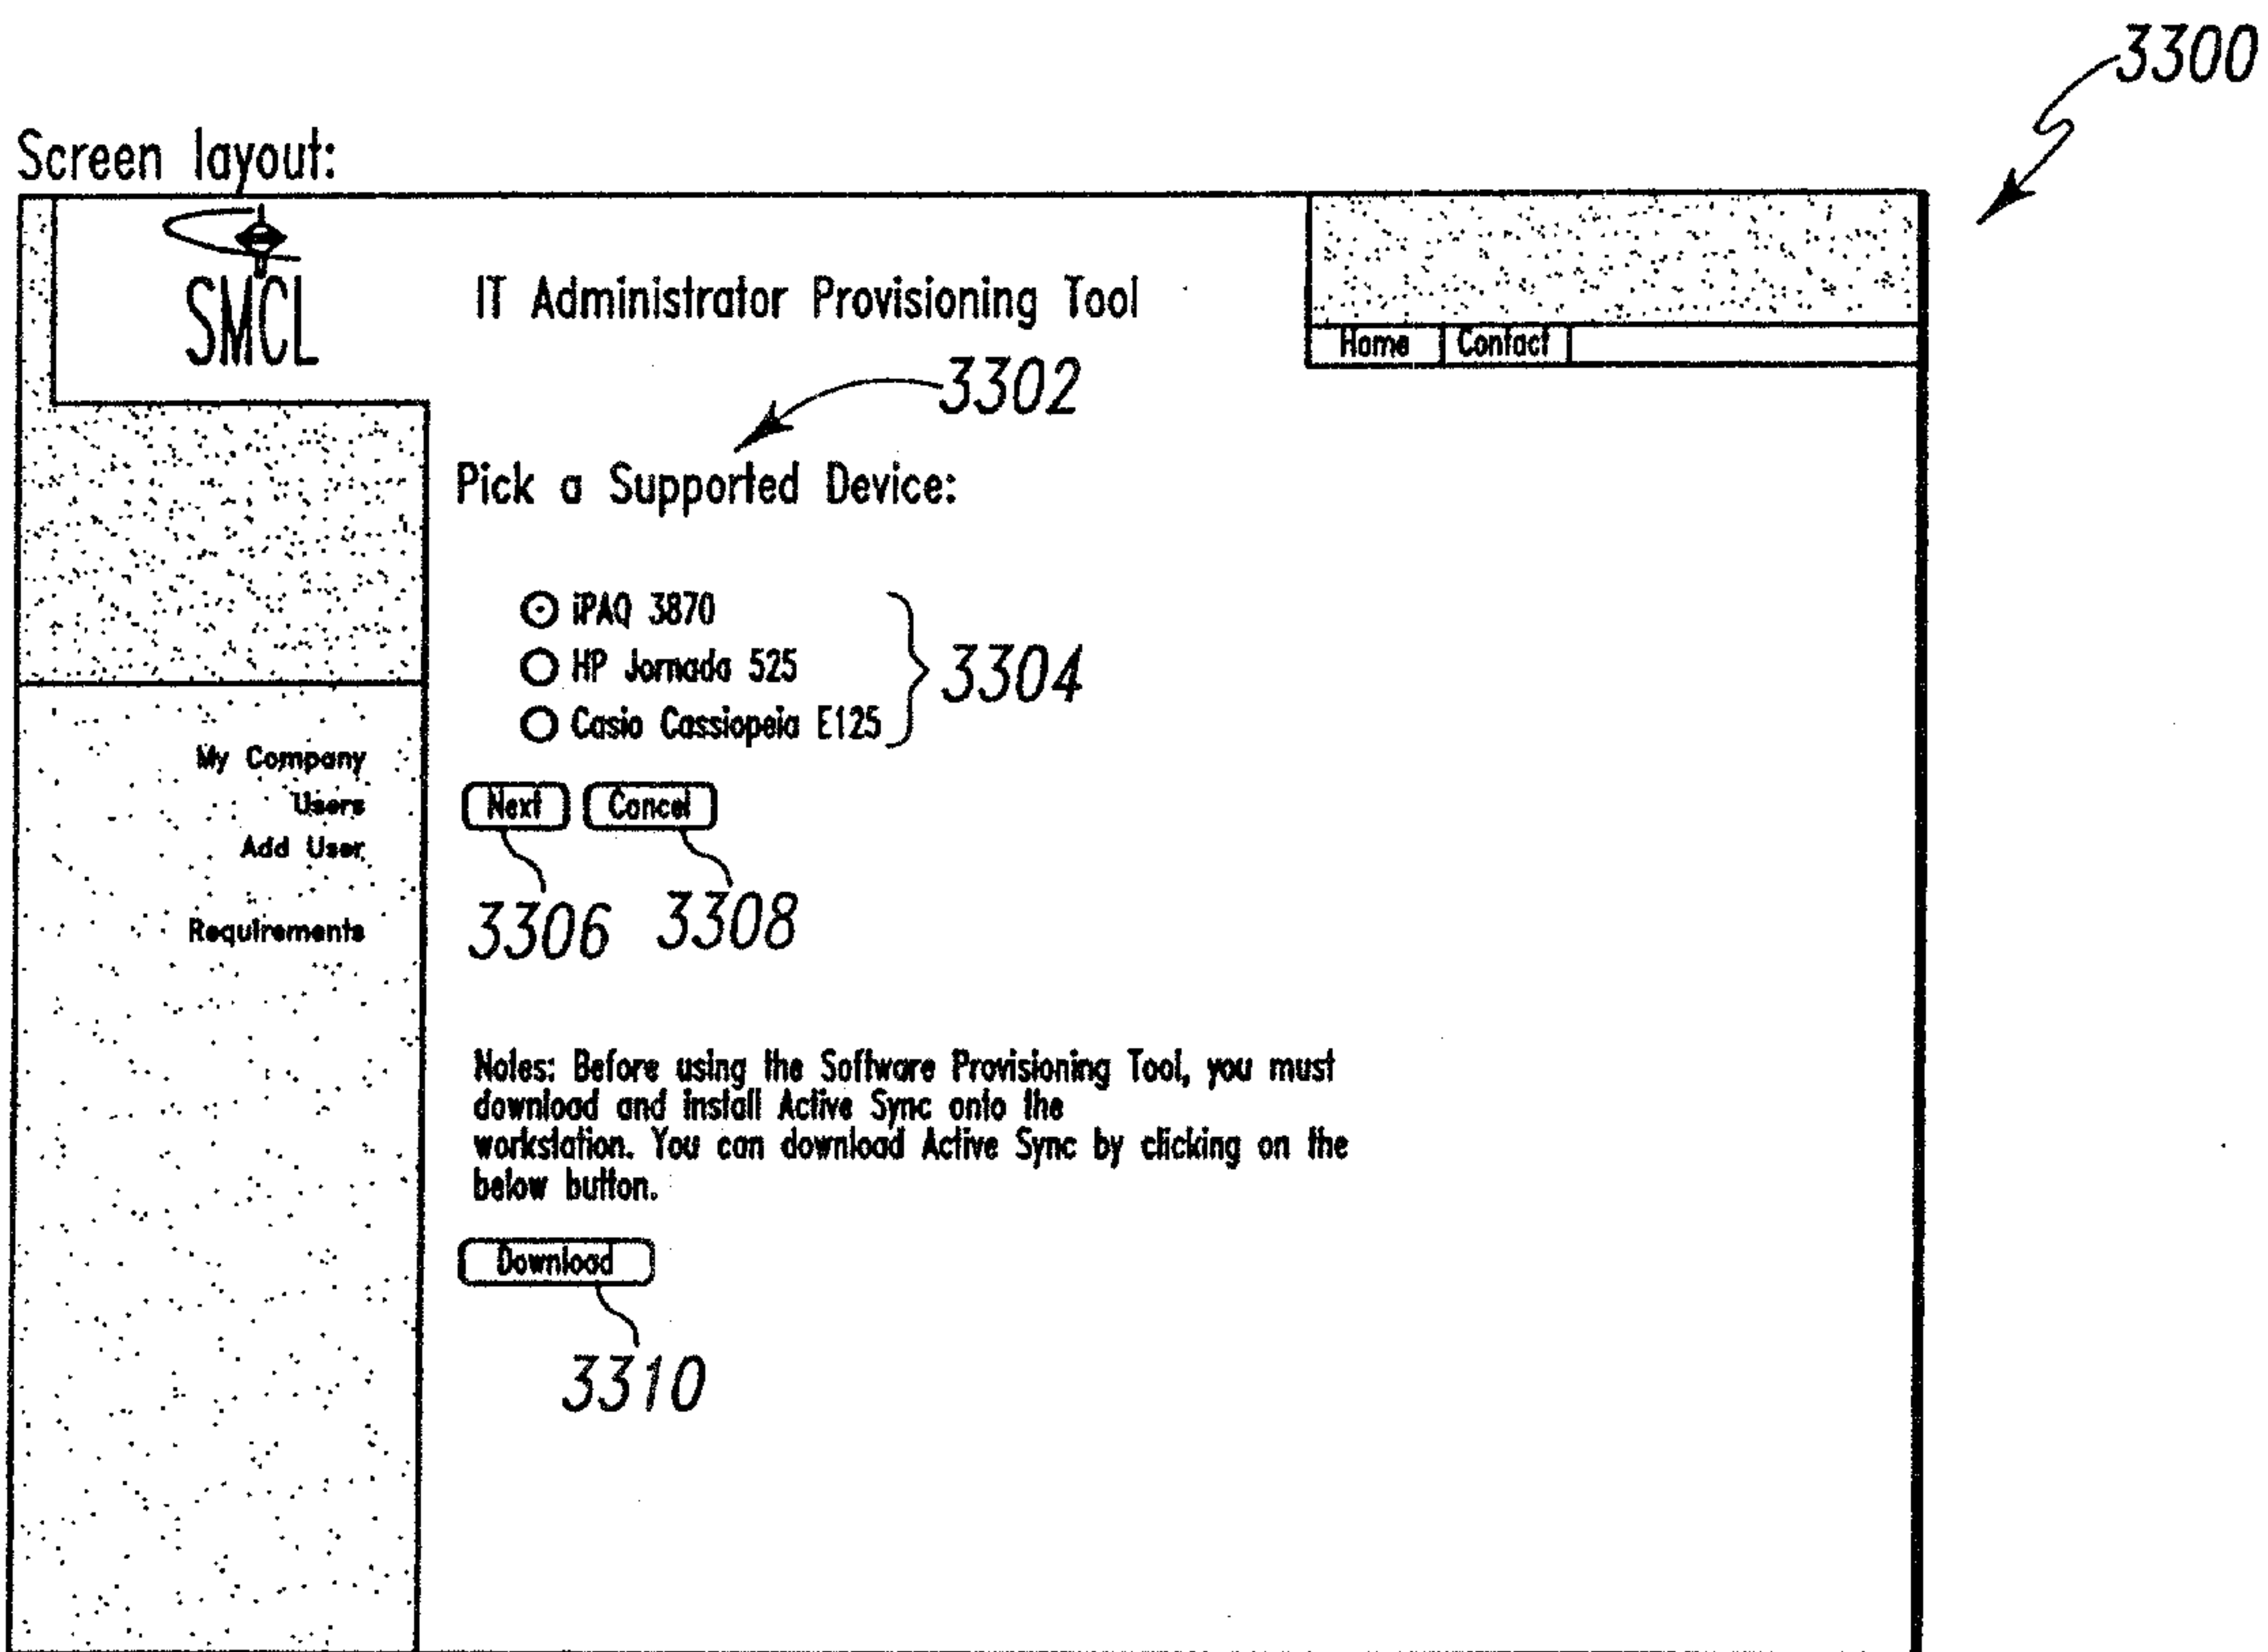 3300
Screen layout:
SMCL
IT Administrator Provisioning Tool
Home Contact
3302
Pick a Supported Device:
iPAQ 3870
HP Jornada 525
Casio Cassiopeia E125
3304
My Company
Users
Add User
Requirements
Next Cancel
3306 3308
Notes: Before using the Software Provisioning Tool, you must
download and install Active Sync onto the
workstation. You can download Active Sync by clicking on the
below button.
Download
3310